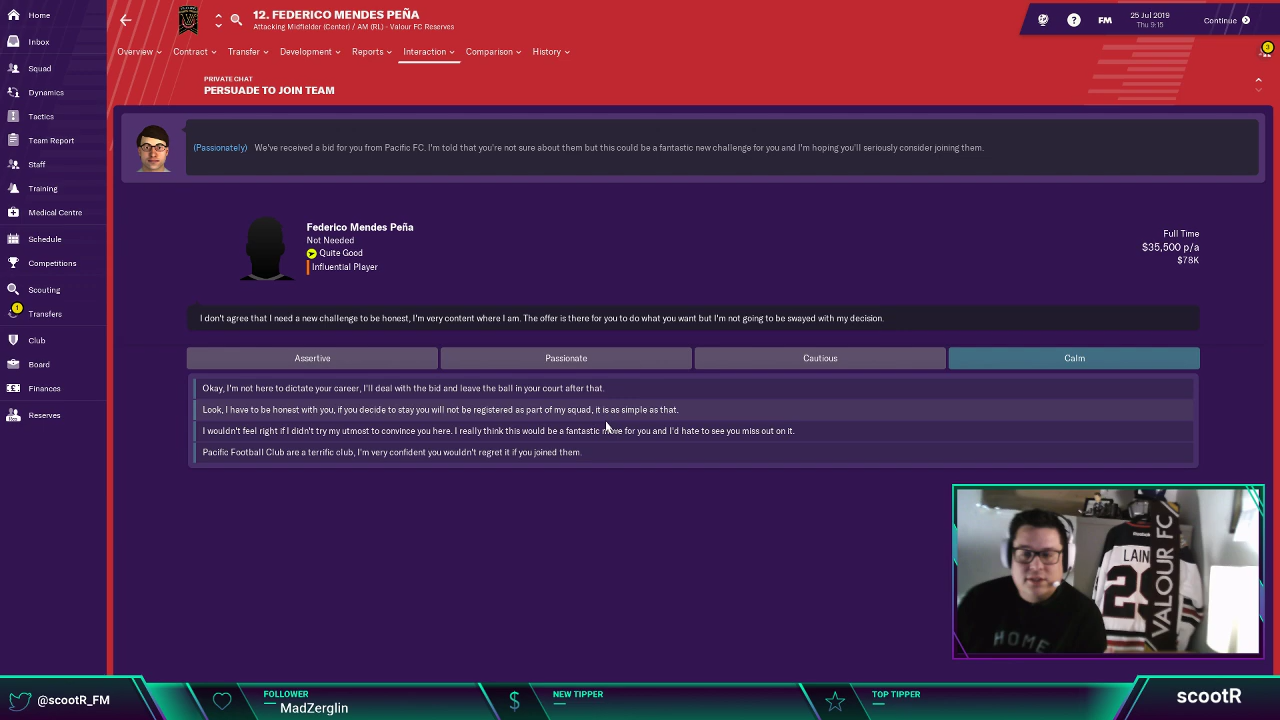 12. FEDERICO MENDES PEÑA
Attacking Midfielder (Center) / AM (RL) - Valour FC Reserves
FM
25 Jul 2019
Thu 9:15
Continue
Overview
Contract
Transfer
Development
Reports
Interaction
Comparison
History
3
Home
Inbox
Squad
Dynamics
Tactics
Team Report
Staff
Training
Medical Centre
Schedule
Competitions
Scouting
1
Transfers
Club
Board
Finances
Reserves
PRIVATE CHAT
PERSUADE TO JOIN TEAM
(Passionately) We've received a bid for you from Pacific FC. I'm told that you're not sure about them but this could be a fantastic new challenge for you and I'm hoping you'll seriously consider joining them.
Federico Mendes Peña
Not Needed
Quite Good
Influential Player
Full Time
$35,500 p/a
$78K
I don't agree that I need a new challenge to be honest, I'm very content where I am. The offer is there for you to do what you want but I'm not going to be swayed with my decision.
Assertive
Passionate
Cautious
Calm
Okay, I'm not here to dictate your career, I'll deal with the bid and leave the ball in your court after that.
Look, I have to be honest with you, if you decide to stay you will not be registered as part of my squad, it is as simple as that.
I wouldn't feel right if I didn't try my utmost to convince you here. I really think this would be a fantastic move for you and I'd hate to see you miss out on it.
Pacific Football Club are a terrific club, I'm very confident you wouldn't regret it if you joined them.
LAIN
2
VALOUR FC
HOME
@scootR_FM
FOLLOWER
MadZerglin
NEW TIPPER
TOP TIPPER
scootR